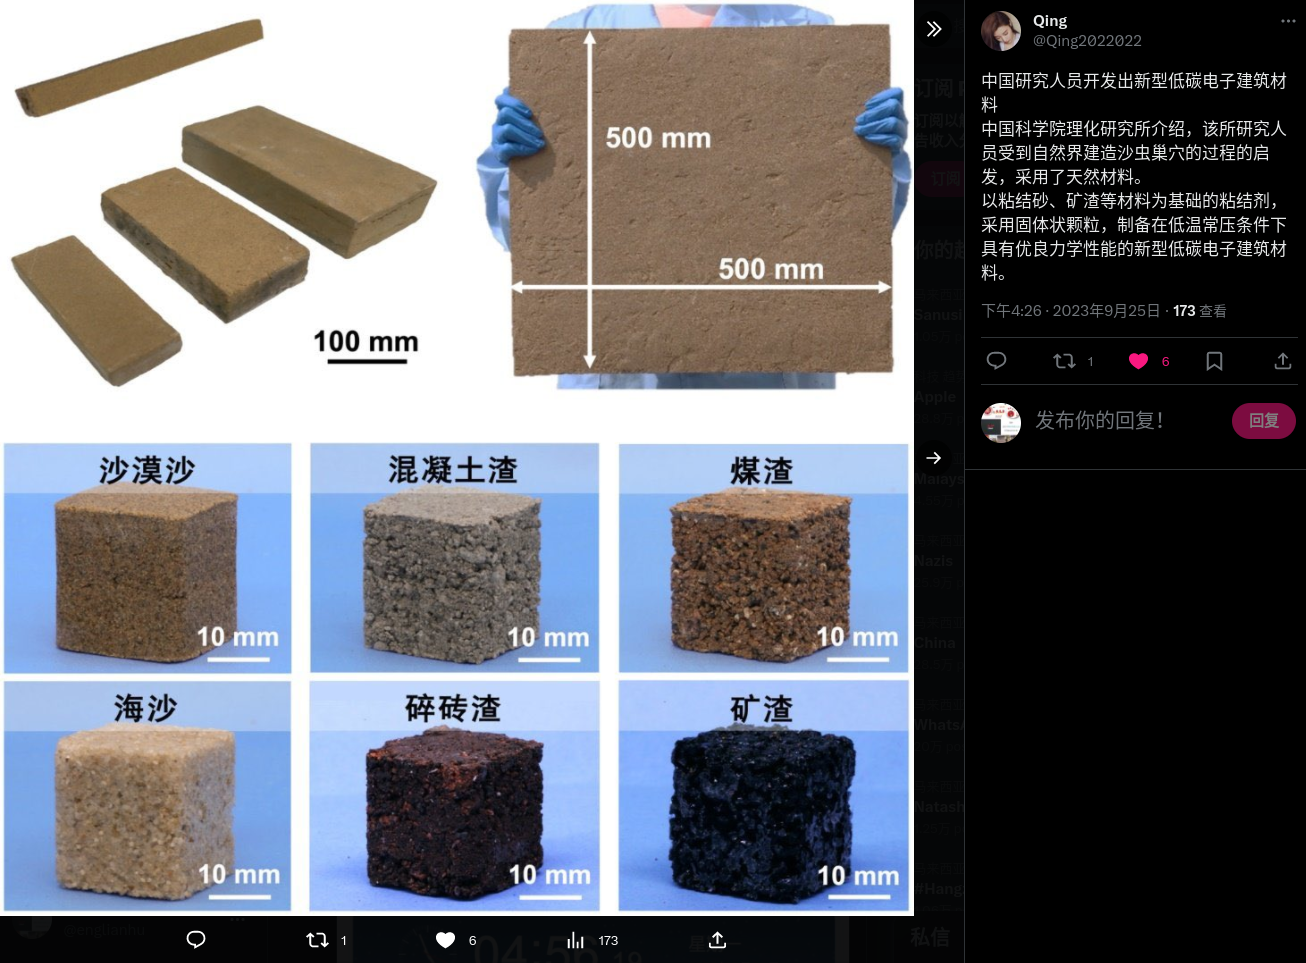 500 mm
500 mm
100 mm
沙漠沙
10 mm
混凝土渣
10 mm
煤渣
10 mm
海沙
10 mm
碎砖渣
10 mm
矿渣
10 mm
1
6
173
Qing
@Qing2022022
中国研究人员开发出新型低碳电子建筑材
料
中国科学院理化研究所介绍，该所研究人
员受到自然界建造沙虫巢穴的过程的启
发，采用了天然材料。
以粘结砂、矿渣等材料为基础的粘结剂，
采用固体状颗粒，制备在低温常压条件下
具有优良力学性能的新型低碳电子建筑材
料。
下午4:26 · 2023年9月25日 · 173 查看
1
6
发布你的回复！
回复
Apple
Nazis
China
私信